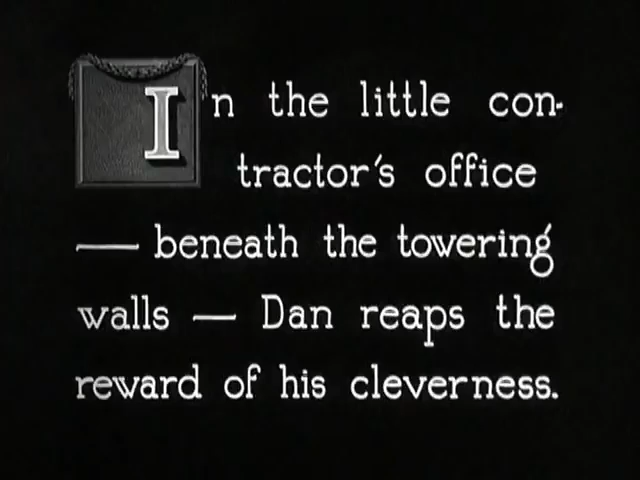 In the little con-
tractor's office
— beneath the towering
walls — Dan reaps the
reward of his cleverness.